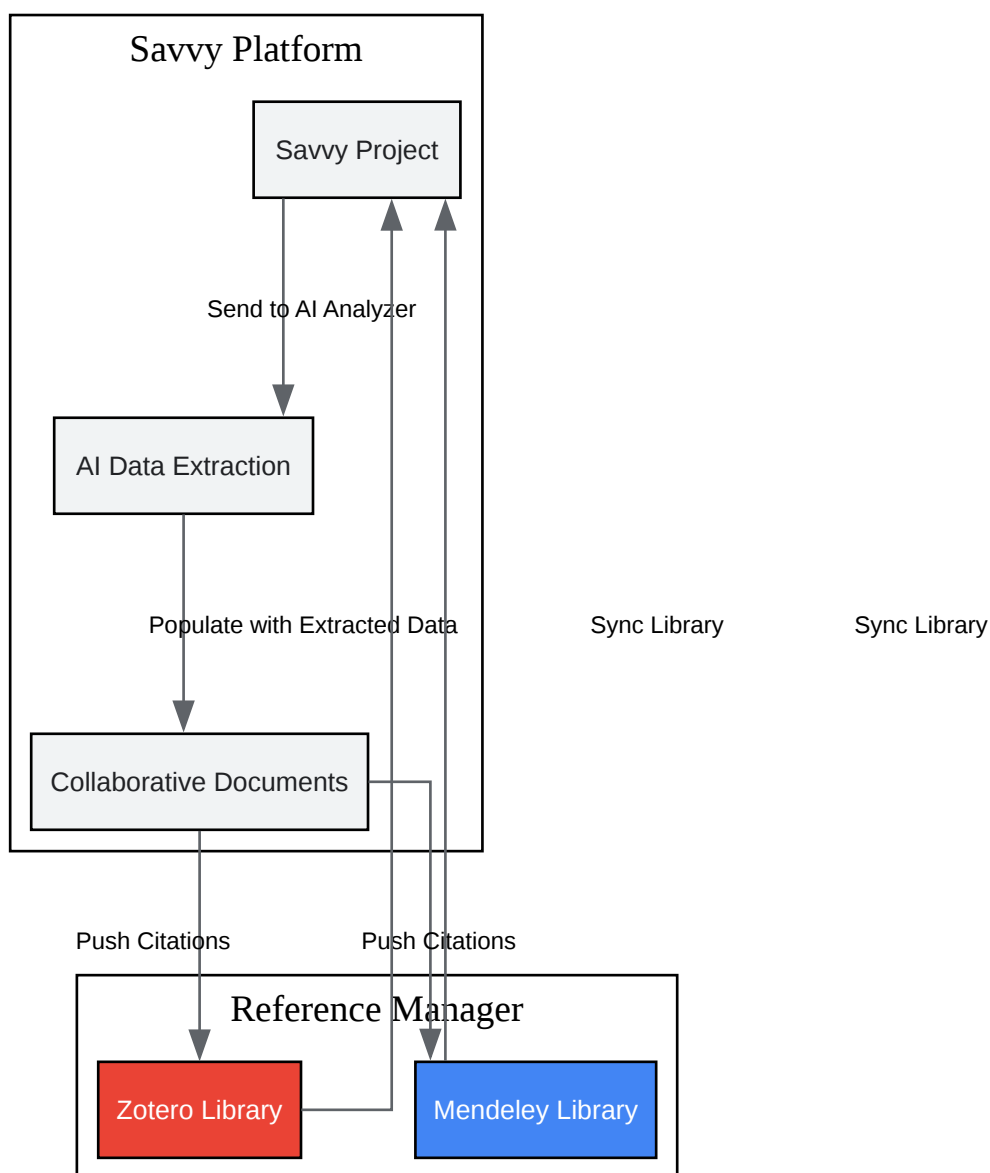 Savvy Platform
Savvy Project
Send to AI Analyzer
AI Data Extraction
Populate with Extracted Data
Sync Library
Sync Library
Collaborative Documents
Push Citations
Push Citations
Reference Manager
Zotero Library
Mendeley Library